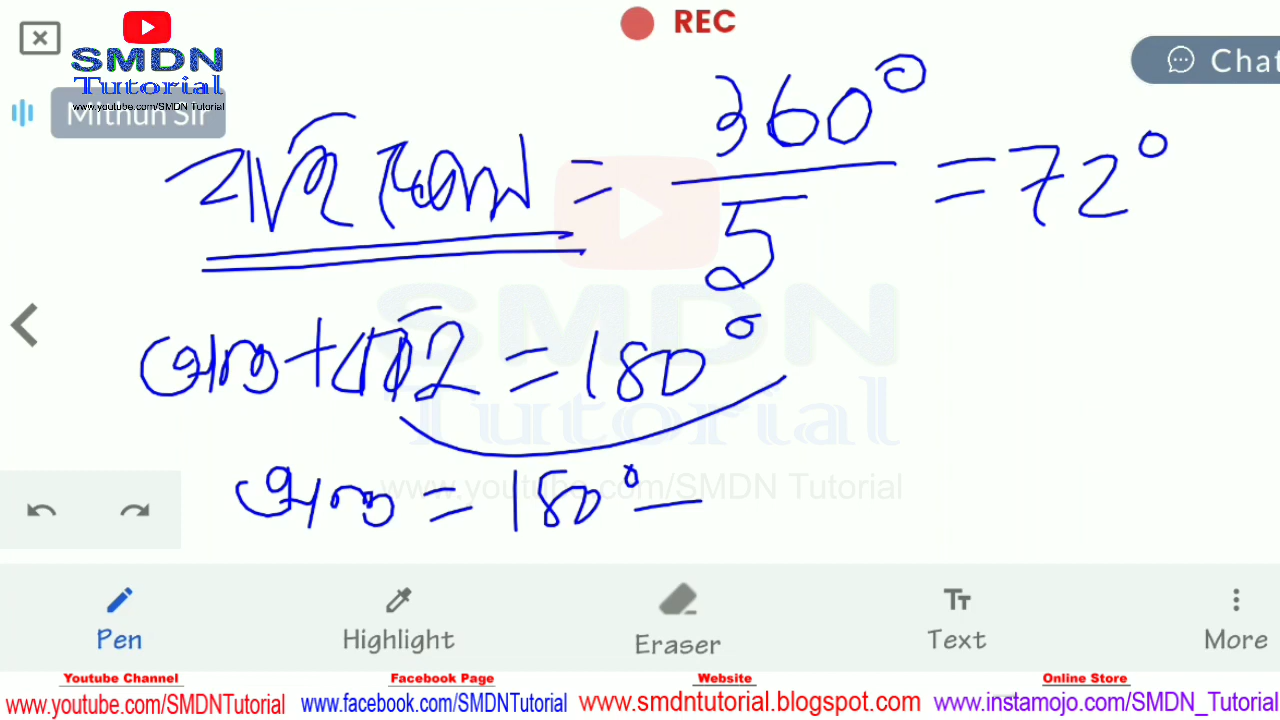 REC
SMDN
Tutorial
www.youtube.com/SMDN Tutorial
Mithun Sir
Chat
বহিঃকোণ = 360° / 5 = 72°
অন্তঃ + বহিঃ = 180°
অন্তঃ = 180° —
SMDN
Tutorial
www.youtube.com/SMDN Tutorial
Pen
Highlight
Eraser
Text
More
Youtube Channel
Facebook Page
Website
Online Store
www.youtube.com/SMDNTutorial
www.facebook.com/SMDNTutorial
www.smdntutorial.blogspot.com
www.instamojo.com/SMDN_Tutorial